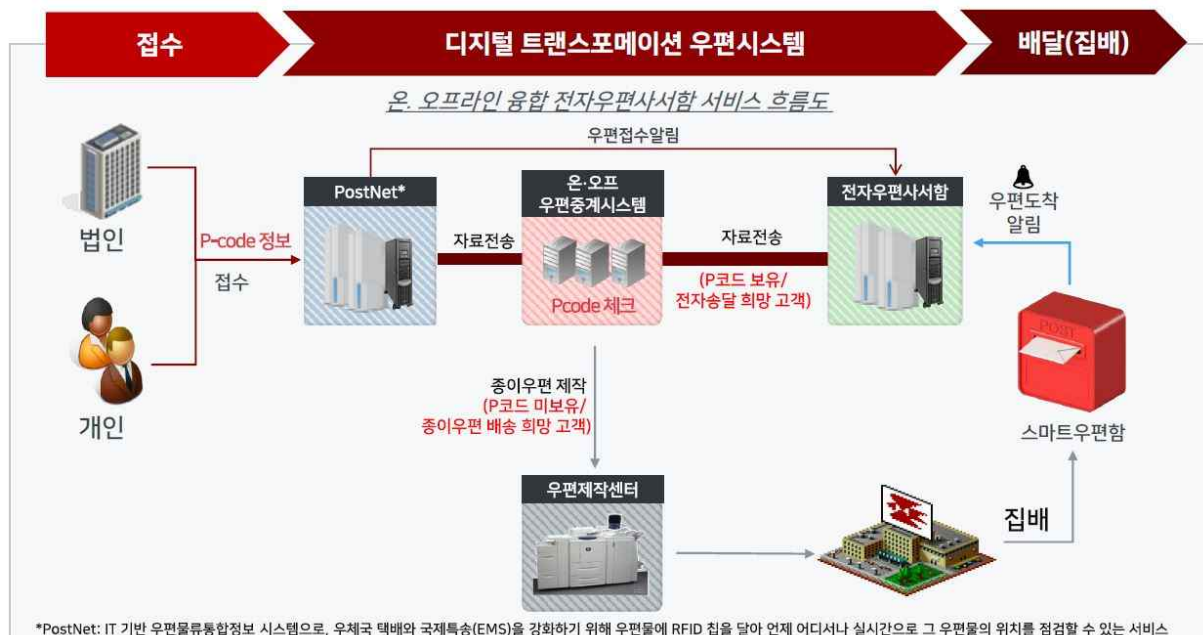 접수
디지털 트랜스포메이션 우편시스템
배달(집배)
온. 오프라인 융합 전자우편사서함 서비스 흐름도
우편접수알림
PostNet*
온·오프
우편중계시스템
전자우편사서함
우편도착
알림
법인
P-code 정보
접수
자료전송
자료전송
(P코드 보유/
전자송달 희망 고객)
Pcode 체크
POST
개인
종이우편 제작
(P코드 미보유/
종이우편 배송 희망 고객)
스마트우편함
우편제작센터
집배
*PostNet: IT 기반 우편물류통합정보 시스템으로, 우체국 택배와 국제특송(EMS)을 강화하기 위해 우편물에 RFID 칩을 달아 언제 어디서나 실시간으로 그 우편물의 위치를 점검할 수 있는 서비스